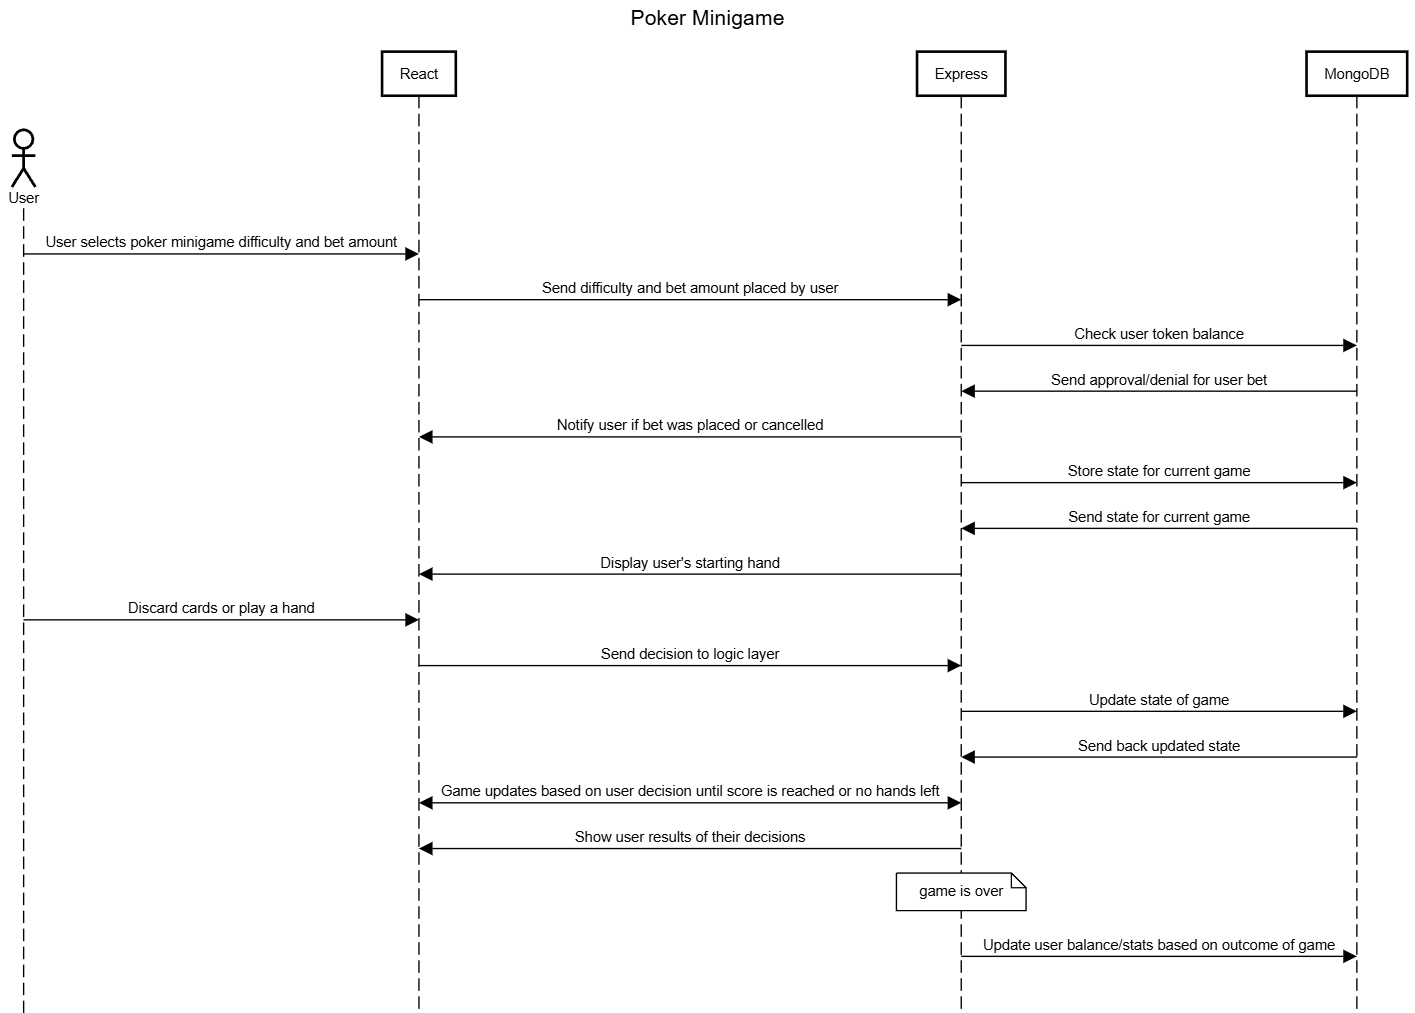 Poker Minigame
React
Express
MongoDB
User
User selects poker minigame difficulty and bet amount
Send difficulty and bet amount placed by user
Check user token balance
Send approval/denial for user bet
Notify user if bet was placed or cancelled
Store state for current game
Send state for current game
Display user's starting hand
Discard cards or play a hand
Send decision to logic layer
Update state of game
Send back updated state
Game updates based on user decision until score is reached or no hands left
Show user results of their decisions
game is over
Update user balance/stats based on outcome of game